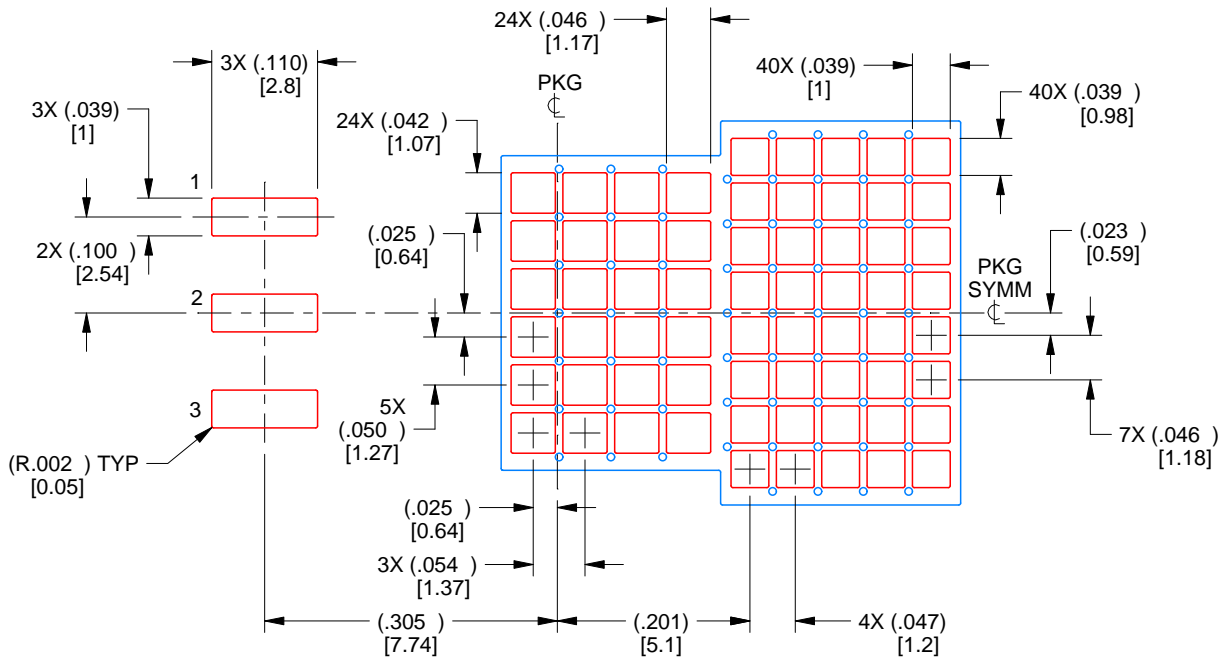 24X (.046 )
[1.17]
3X (.110)
[2.8]
PKG
40X (.039)
[1]
40X (.039 )
[0.98]
3X (.039)
[1]
24X (.042 )
[1.07]
1
2X (.100 )
[2.54]
(.025 )
[0.64]
(.023 )
[0.59]
PKG
SYMM
2
3
5X
(.050 )
[1.27]
7X (.046 )
[1.18]
(R.002 ) TYP
[0.05]
(.025 )
[0.64]
3X (.054 )
[1.37]
(.305 )
[7.74]
(.201 )
[5.1]
4X (.047)
[1.2]